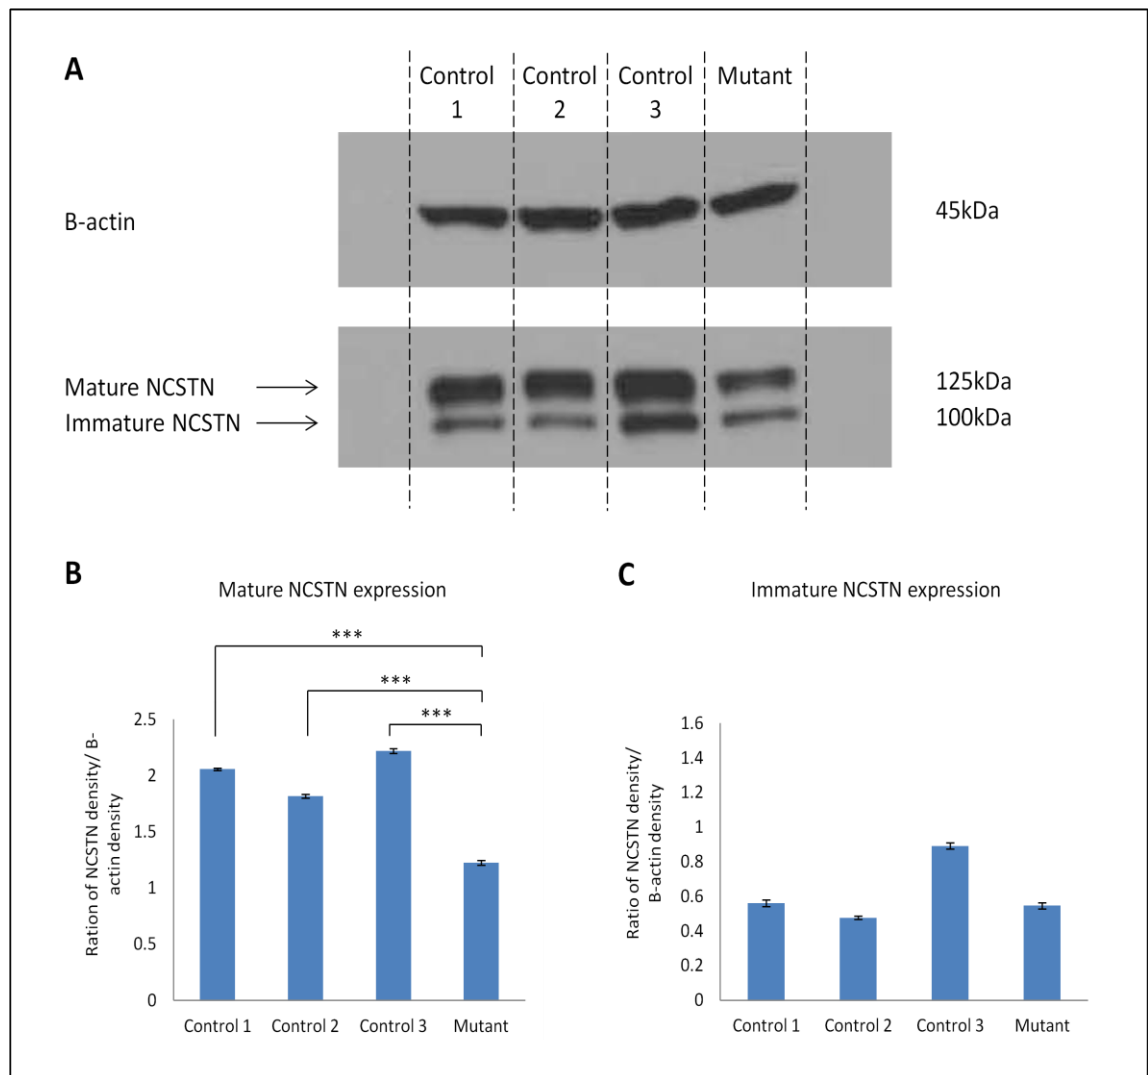 A
Control 1
Control 2
Control 3
Mutant
B-actin
45kDa
Mature NCSTN
125kDa
Immature NCSTN
100kDa
B
Mature NCSTN expression
***
***
***
Ration of NCSTN density/ B-
actin density
2.5
2
1.5
1
0.5
0
Control 1
Control 2
Control 3
Mutant
C
Immature NCSTN expression
Ratio of NCSTN density/
B-actin density
1.6
1.4
1.2
1
0.8
0.6
0.4
0.2
0
Control 1
Control 2
Control 3
Mutant